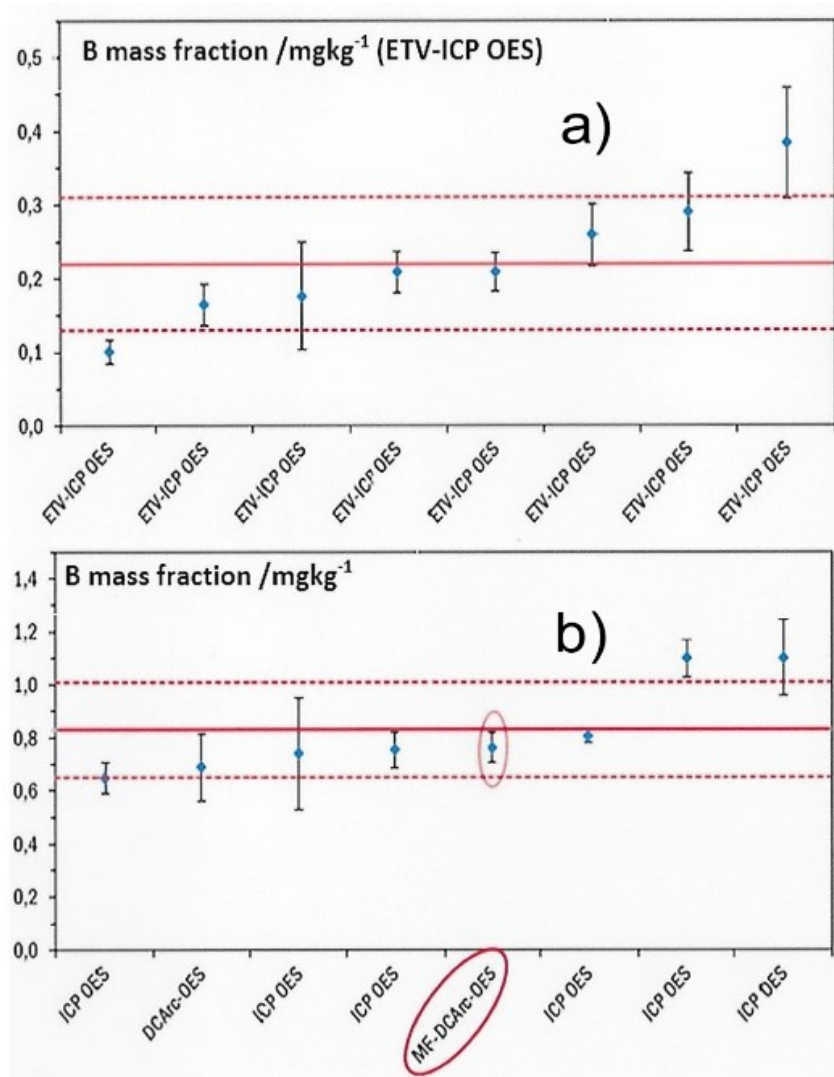 B mass fraction /mgkg⁻¹ (ETV-ICP OES)
a)
0,5
0,4
0,3
0,2
0,1
0,0
ETV-ICP OES
ETV-ICP OES
ETV-ICP OES
ETV-ICP OES
ETV-ICP OES
ETV-ICP OES
ETV-ICP OES
ETV-ICP OES
B mass fraction /mgkg⁻¹
b)
1,4
1,2
1,0
0,8
0,6
0,4
0,2
0,0
ICP OES
DCArc-OES
ICP OES
ICP OES
MF-DCArc-OES
ICP OES
ICP OES
ICP OES